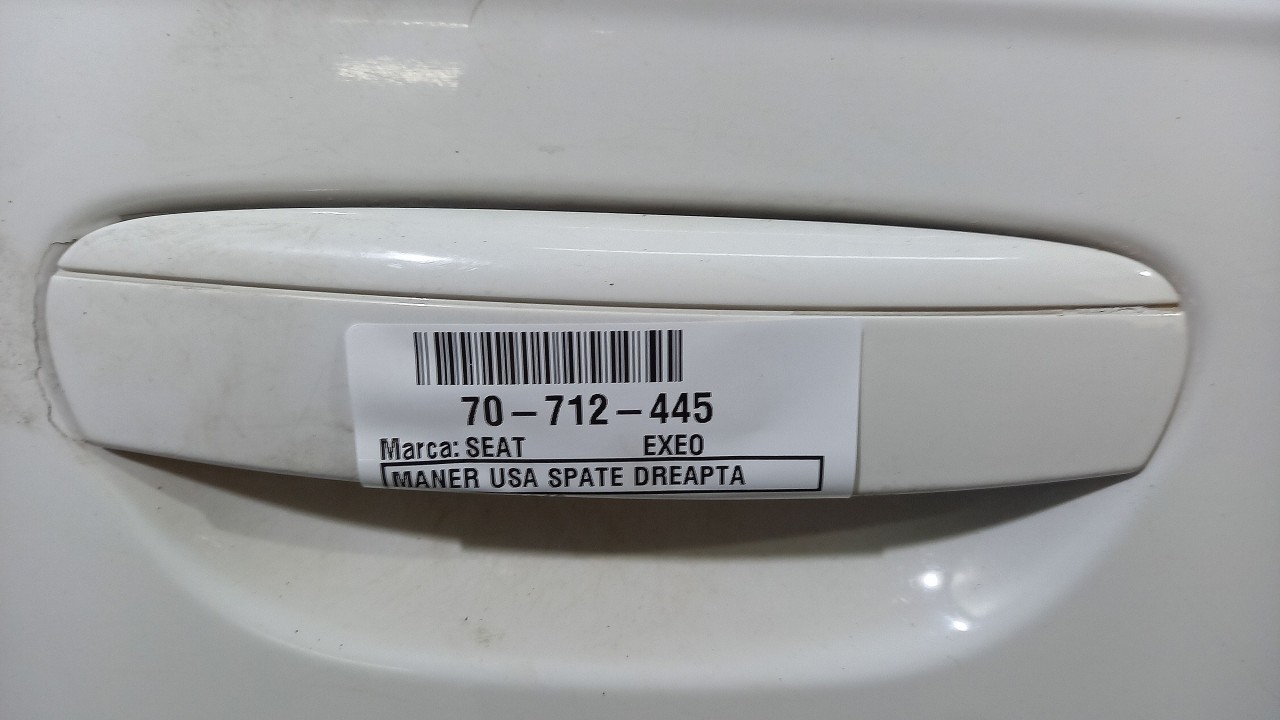 70-712-445
Marca: SEAT EXEO
MANER USA SPATE DREAPTA